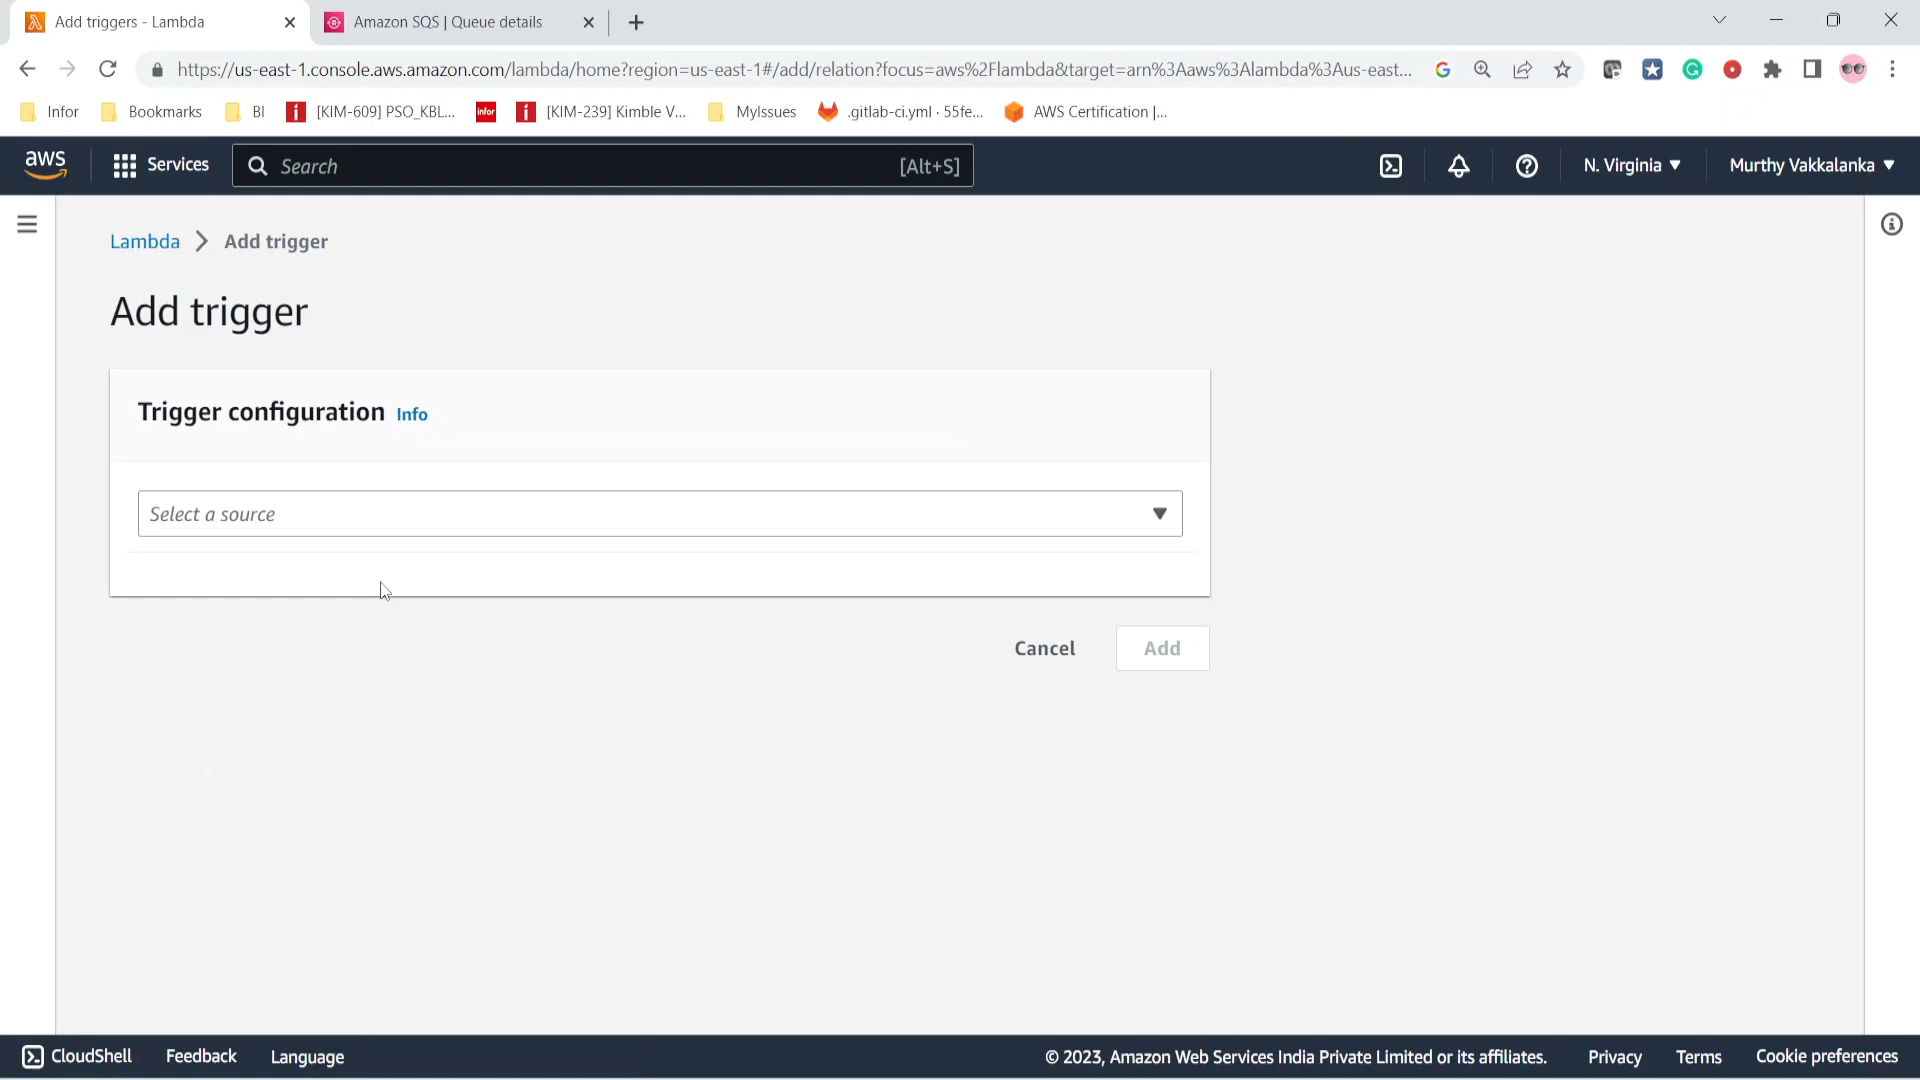 Add triggers - Lambda
Amazon SQS | Queue details
https://us-east-1.console.aws.amazon.com/lambda/home?region=us-east-1#/add/relation?focus=aws%2Flambda&target=arn%3Aaws%3Alambda%3Aus-east...
Infor
Bookmarks
BI
[KIM-609] PSO_KBL...
infor
[KIM-239] Kimble V...
MyIssues
.gitlab-ci.yml · 55fe...
AWS Certification |...
aws
Services
Search
[Alt+S]
N. Virginia
Murthy Vakkalanka
Lambda
Add trigger
Add trigger
Trigger configuration Info
Select a source
Cancel
Add
CloudShell
Feedback
Language
© 2023, Amazon Web Services India Private Limited or its affiliates.
Privacy
Terms
Cookie preferences